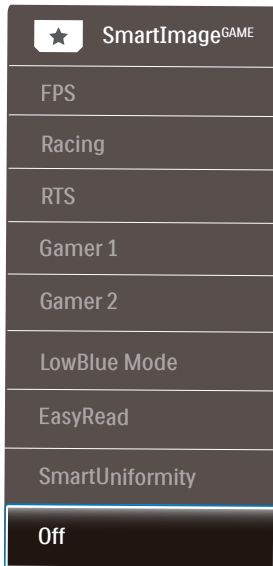 SmartImageGAME
FPS
Racing
RTS
Gamer 1
Gamer 2
LowBlue Mode
EasyRead
SmartUniformity
Off